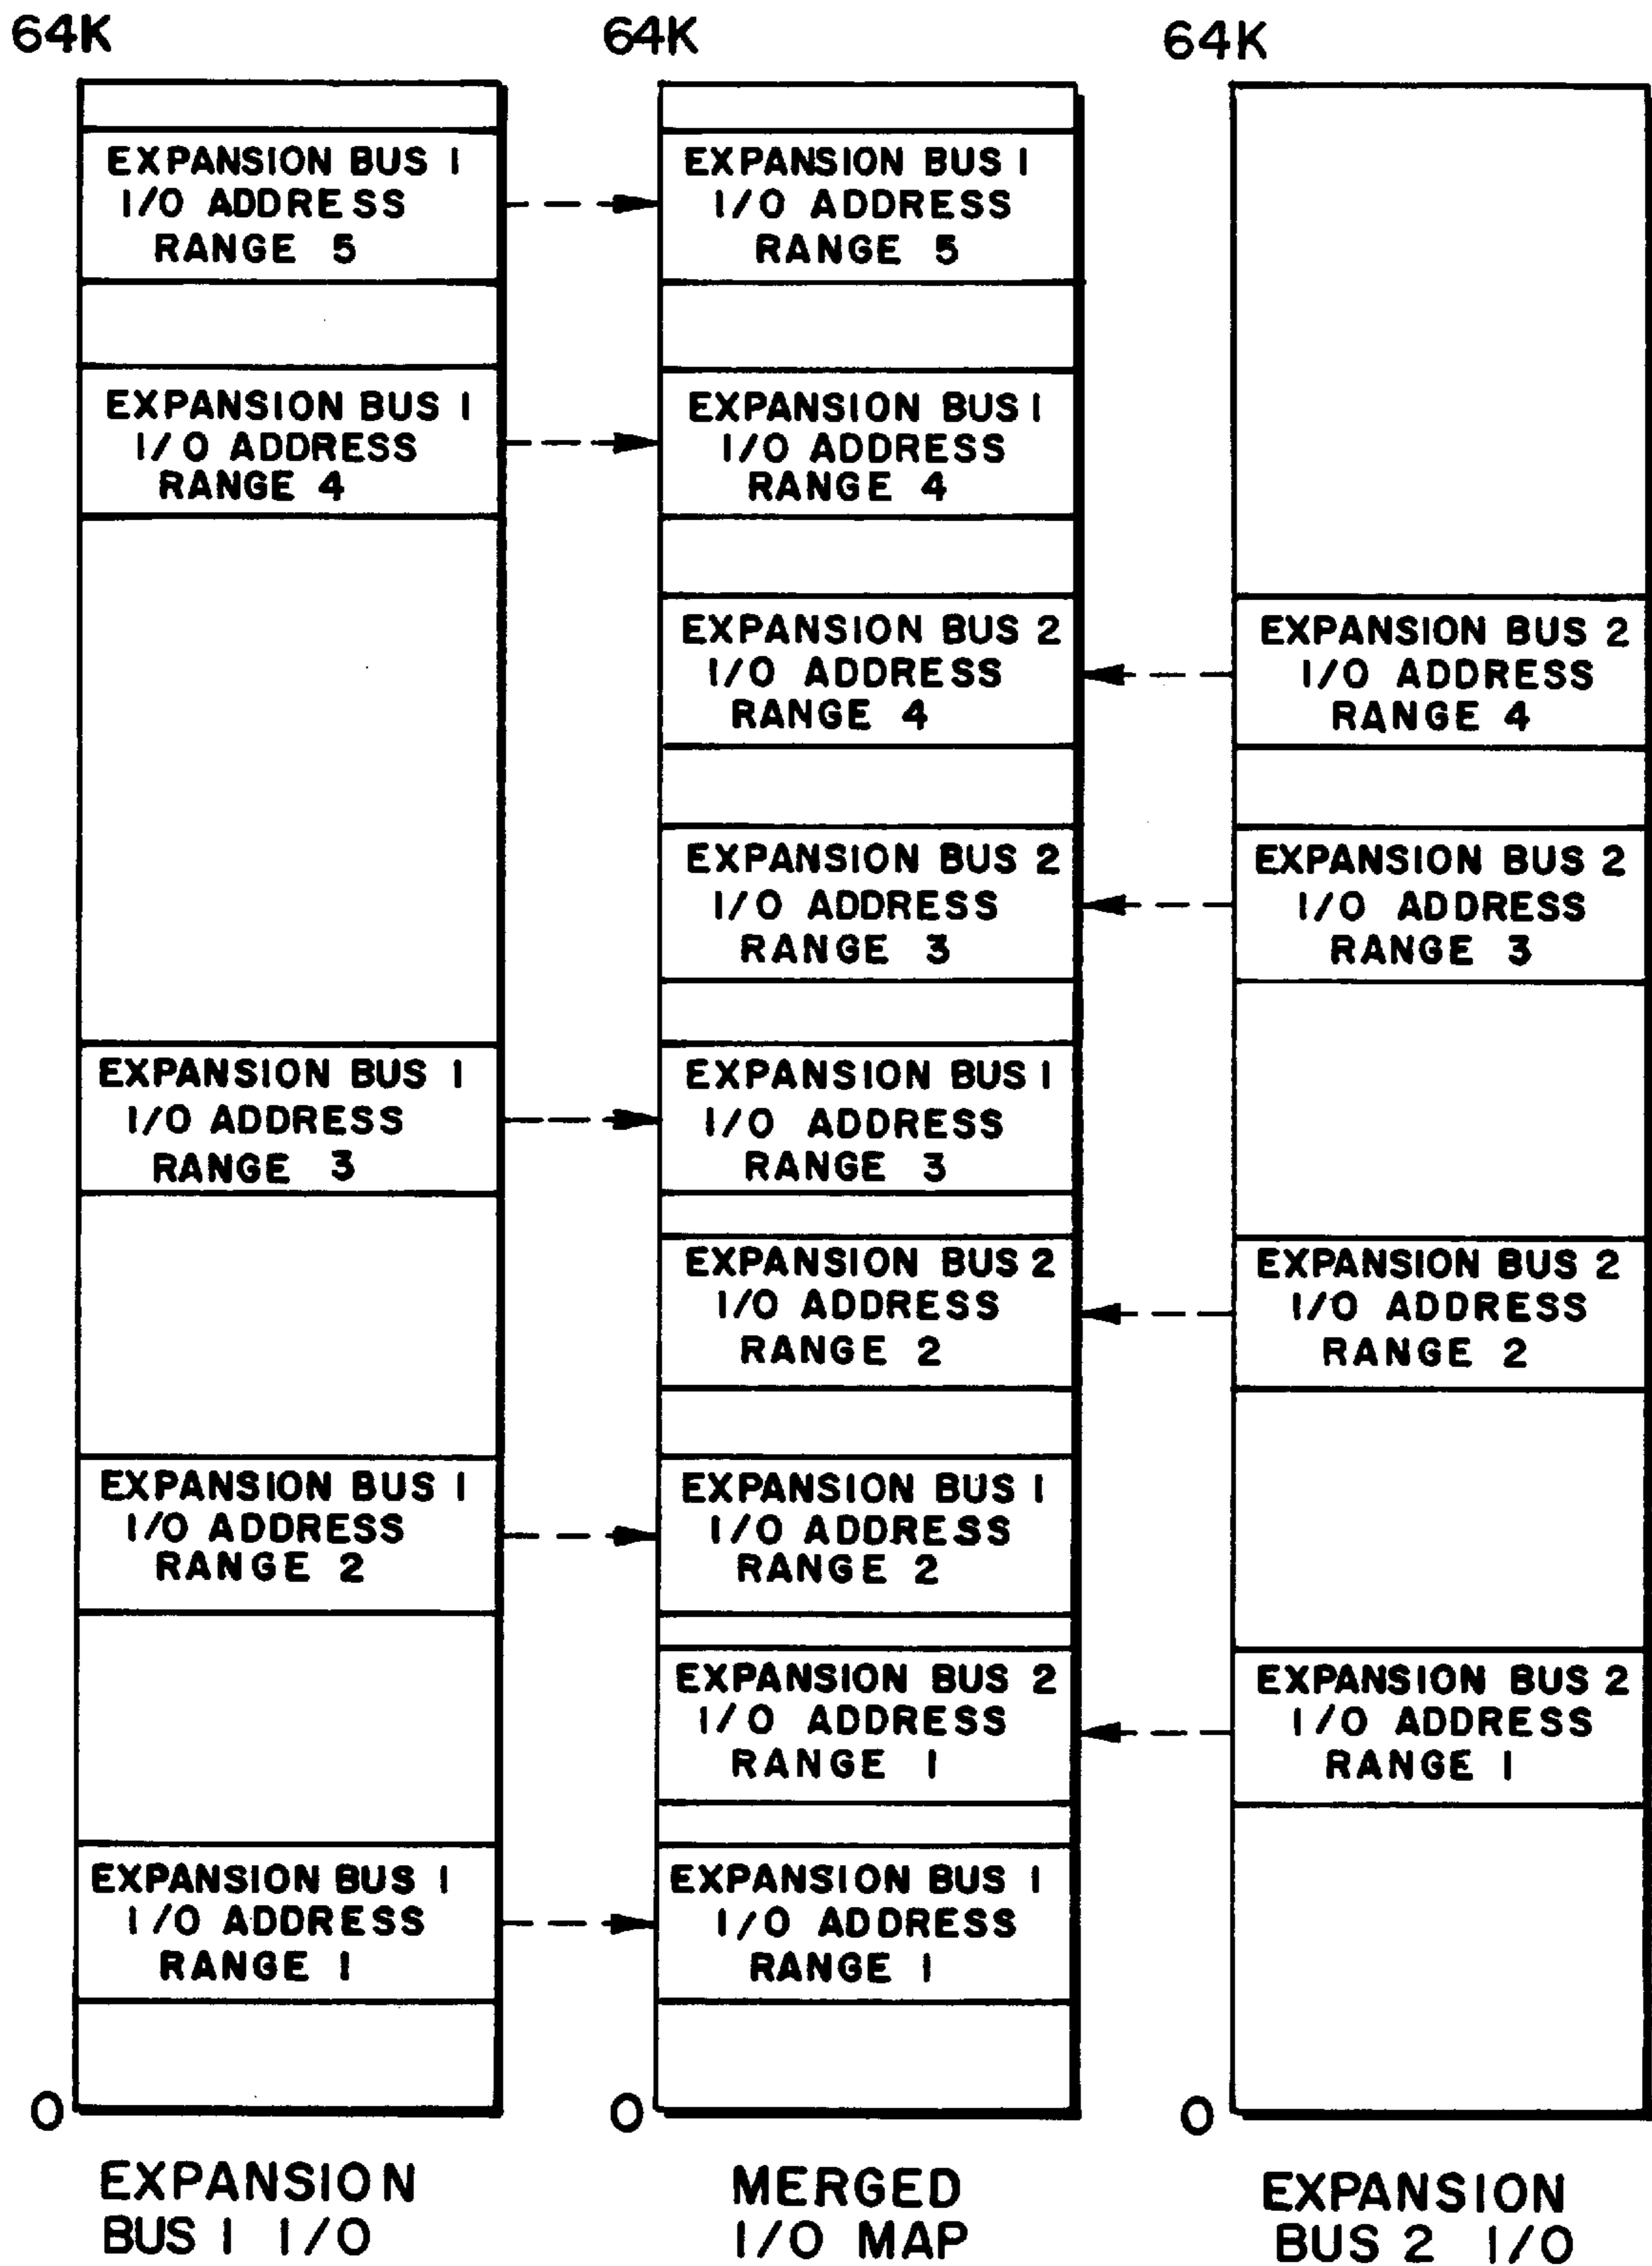 64K
EXPANSION BUS 1
I/O ADDRESS
RANGE 5
EXPANSION BUS 1
I/O ADDRESS
RANGE 4
EXPANSION BUS 1
I/O ADDRESS
RANGE 3
EXPANSION BUS 1
I/O ADDRESS
RANGE 2
EXPANSION BUS 1
I/O ADDRESS
RANGE 1
0
EXPANSION
BUS 1 I/O
64K
EXPANSION BUS 1
I/O ADDRESS
RANGE 5
EXPANSION BUS 1
I/O ADDRESS
RANGE 4
EXPANSION BUS 2
I/O ADDRESS
RANGE 4
EXPANSION BUS 2
I/O ADDRESS
RANGE 3
EXPANSION BUS 1
I/O ADDRESS
RANGE 3
EXPANSION BUS 2
I/O ADDRESS
RANGE 2
EXPANSION BUS 1
I/O ADDRESS
RANGE 2
EXPANSION BUS 2
I/O ADDRESS
RANGE 1
EXPANSION BUS 1
I/O ADDRESS
RANGE 1
0
MERGED
I/O MAP
64K
EXPANSION BUS 2
I/O ADDRESS
RANGE 4
EXPANSION BUS 2
I/O ADDRESS
RANGE 3
EXPANSION BUS 2
I/O ADDRESS
RANGE 2
EXPANSION BUS 2
I/O ADDRESS
RANGE 1
0
EXPANSION
BUS 2 I/O